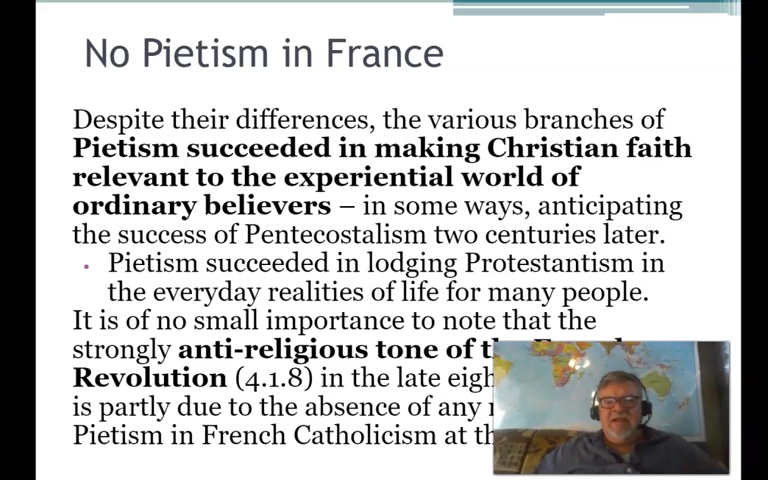 No Pietism in France
Despite their differences, the various branches of
Pietism succeeded in making Christian faith
relevant to the experiential world of
ordinary believers – in some ways, anticipating
the success of Pentecostalism two centuries later.
• Pietism succeeded in lodging Protestantism in
the everyday realities of life for many people.
It is of no small importance to note that the
strongly anti-religious tone of
Revolution (4.1.8) in the late
is partly due to the absence of any
Pietism in French Catholicism at